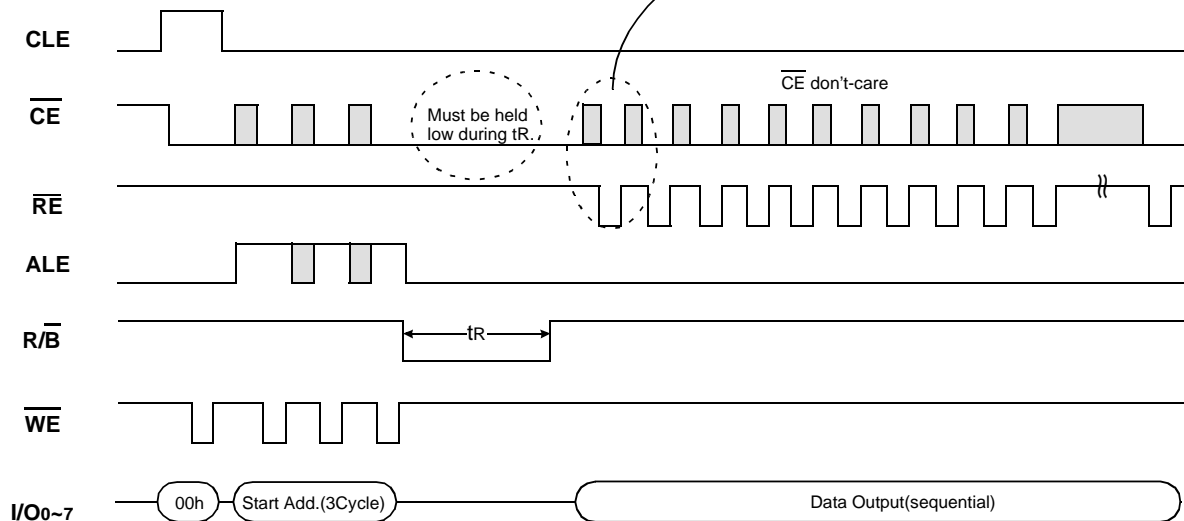 CLE
CE
CE don't-care
Must be held
low during tR.
RE
ALE
R/B
tR
WE
I/O0~7
00h
Start Add.(3Cycle)
Data Output(sequential)